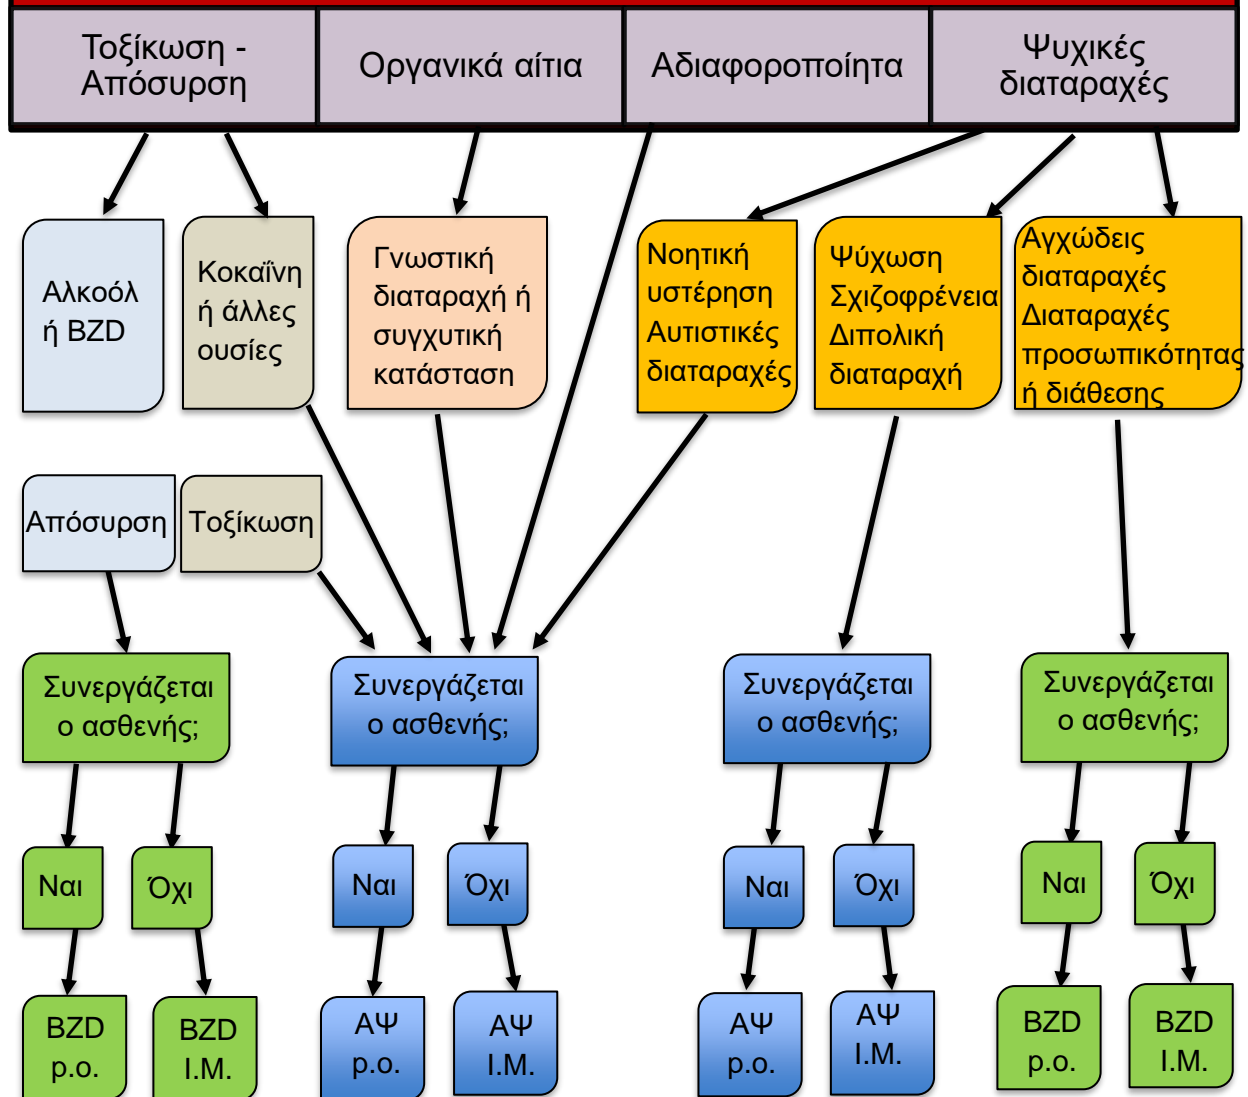 Τοξίκωση -
Απόσυρση
Οργανικά αίτια
Αδιαφοροποίητα
Ψυχικές
διαταραχές
Αλκοόλ
ή BZD
Κοκαΐνη
ή άλλες
ουσίες
Γνωστική
διαταραχή ή
συγχυτική
κατάσταση
Νοητική
υστέρηση
Αυτιστικές
διαταραχές
Ψύχωση
Σχιζοφρένεια
Διπολική
διαταραχή
Αγχώδεις
διαταραχές
Διαταραχές
προσωπικότητας
ή διάθεσης
Απόσυρση
Τοξίκωση
Συνεργάζεται
ο ασθενής;
Συνεργάζεται
ο ασθενής;
Συνεργάζεται
ο ασθενής;
Συνεργάζεται
ο ασθενής;
Ναι
Όχι
Ναι
Όχι
Ναι
Όχι
Ναι
Όχι
BZD
p.o.
BZD
I.M.
ΑΨ
p.o.
ΑΨ
I.M.
ΑΨ
p.o.
ΑΨ
I.M.
BZD
p.o.
BZD
I.M.